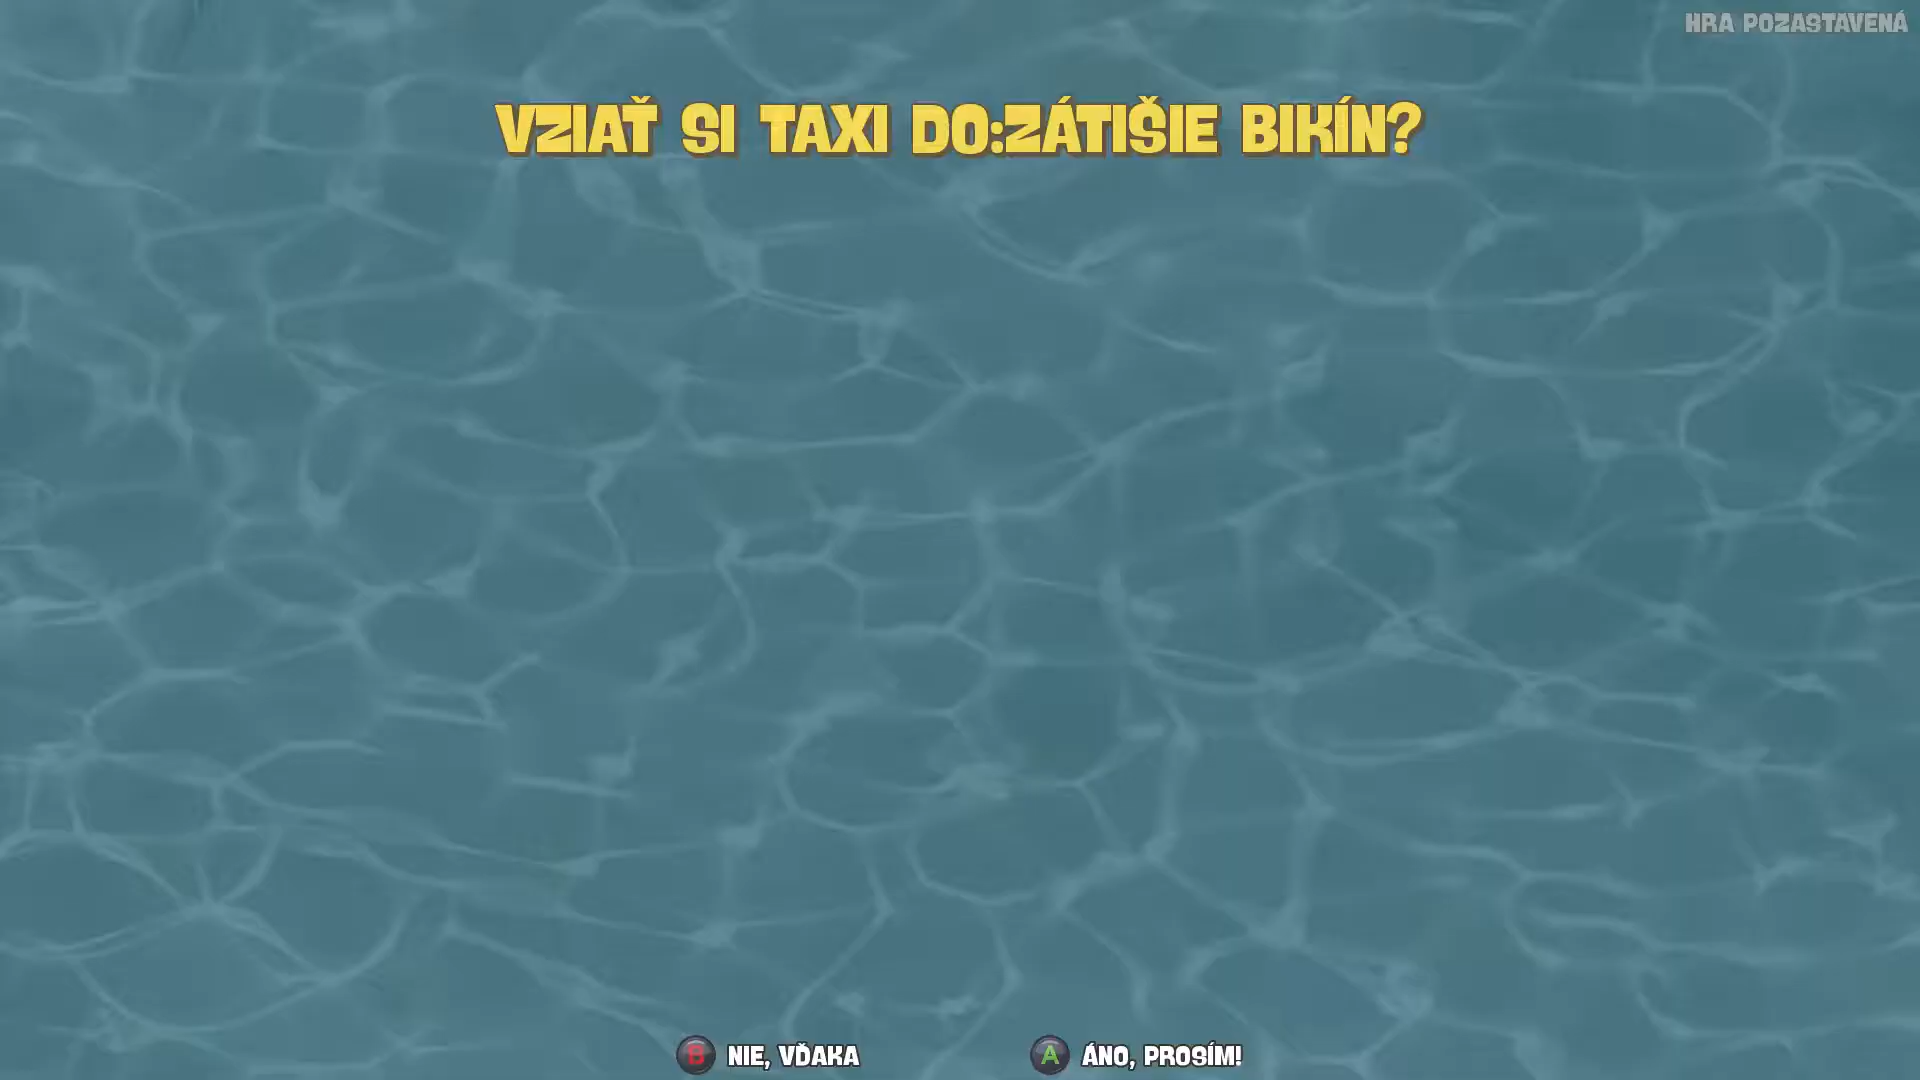 HRA POZASTAVENÁ
VZIAŤ SI TAXI DO:ZÁTIŠIE BIKÍN?
B NIE, VĎAKA
A ÁNO, PROSÍM!